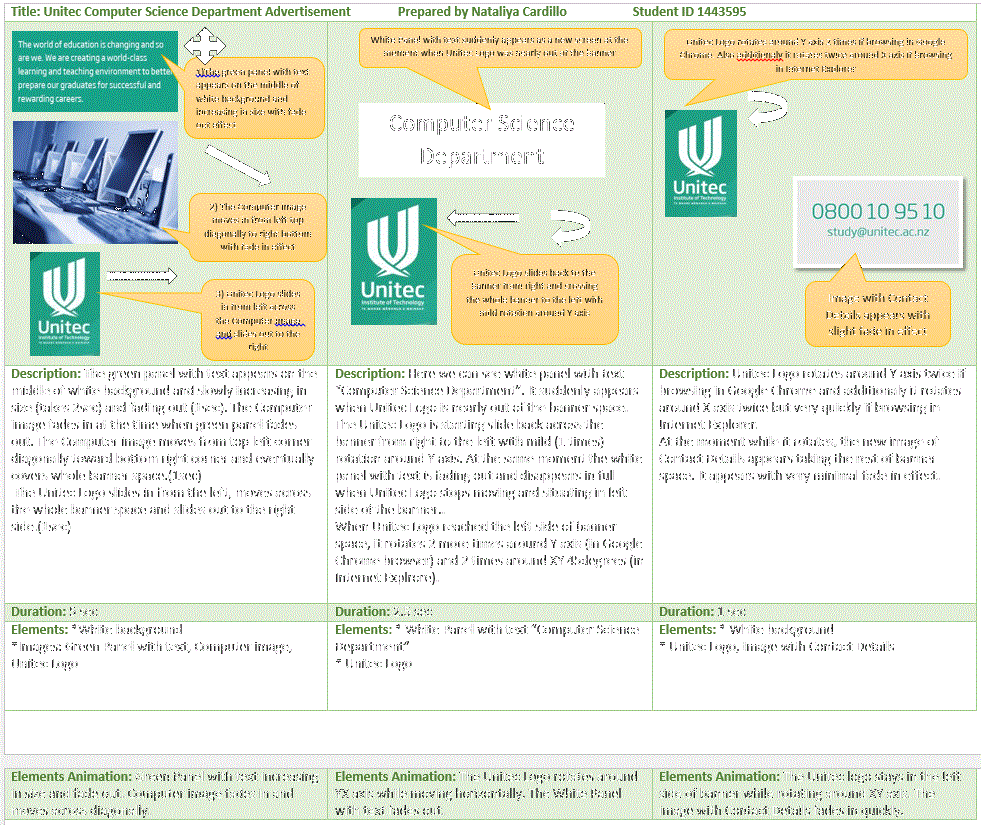 Title: Unitec Computer Science Department Advertisement Prepared by Nataliya Cardillo Student ID 1443595
The world of education is changing and so
are we. We are creating a world-class
learning and teaching environment to better
prepare our graduates for successful and
rewarding careers.
green panel with text
appears on the middle of
white background and
increasing in size with fade
out effect
2) The Computer image
moves in from left top
diagonally to right bottom
with fade in effect
Unitec
Institute of Technology
3) Unitec Logo slides
in from left across
the Computer image,
and slides out to the
right
White panel with text suddenly appears as a new screen at the
moment when Unitec Logo was nearly out of the banner
Computer Science
Department
Unitec
Institute of Technology
Unitec Logo slides back to the
banner from right and crossing
the whole banner to the left with
add rotation around Y axis
Unitec Logo rotates around Y axis 2 times if browsing in Google
Chrome. Also additionely it rotates twice around X axis if browsing
in Internet Explorer
Unitec
Institute of Technology
0800 10 95 10
study@unitec.ac.nz
Image with Contact
Details appears with
slight fade in effect
Description: The green panel with text appears on the
middle of white background and slowly increasing in
size (takes 2sec) and fading out (1sec). The Computer
image fades in at the time when green panel fades
out. The Computer image moves from top left corner
diagonally toward bottom right corner and eventually
covers whole banner space.(1sec)
The Unitec Logo slides in from the left, moves across
the whole banner space and slides out to the right
side.(1sec)
Description: Here we can see white panel with text
"Computer Science Department". It suddenly appears
when Unitec Logo is nearly out of the banner space.
The Unitec Logo is starting slide back across the
banner from right to the left with mild ( times)
rotation around Y axis. At the same moment the white
panel with text is fading out and disappears in full
when Unitec Logo stops moving and situating in left
side of the banner..
When Unitec Logo reached the left side of banner
space, it rotates 2 more times around Y axis (in Google
Chrome browser) and 2 times around XY 45degrees (in
Internet Explrore).
Description: Unitec Logo rotates around Y axis twice if
browsing in Google Chrome and additionaly it rotates
around X axis twice but very quickly if browsing in
Internet Explorer.
At the moment while it rotates, the new image of
Contact Details appears taking the rest of banner
space. It appears with very minimal fade in effect.
Duration: 5 sec
Duration: sec
Duration: 1 sec
Elements: * White background
* Images: Green Panel with text, Computer image,
Unitec Logo
Elements: * White Panel with text "Computer Science
Department"
* Unitec Logo
Elements: * White background
* Unitec Logo, Image with Contact Details
Elements Animation: Green Panel with text increasing
in size and fade out. Computer image fades in and
moves across diagonally.
Elements Animation: The Unitec Logo rotates around
YX axis while moving horizontally. The White Panel
with text fades out.
Elements Animation: The Unitec logo stays in the left
side of banner while rotating around XY axis. The
image with Contact Details fades in quickly.